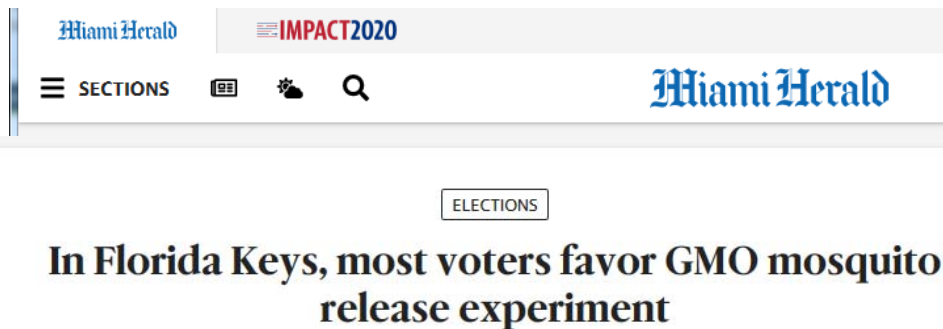 Miami Herald
IMPACT2020
SECTIONS
Miami Herald
ELECTIONS
In Florida Keys, most voters favor GMO mosquito
release experiment